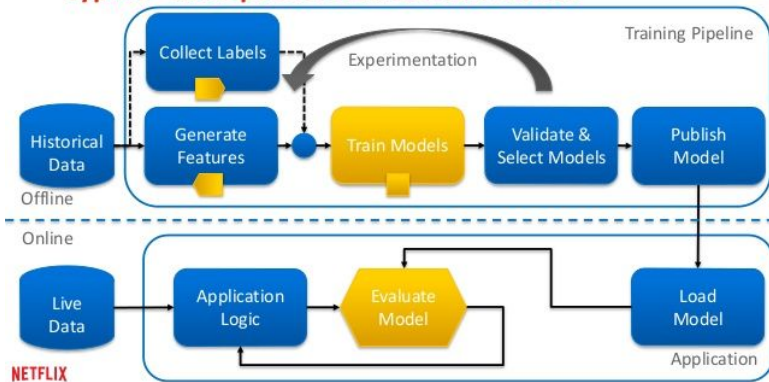 Collect Labels
Training Pipeline
Experimentation
Historical
Data
Generate
Features
Train Models
Validate &
Select Models
Publish
Model
Offline
Online
Live
Data
Application
Logic
Evaluate
Model
Load
Model
Application
NETFLIX